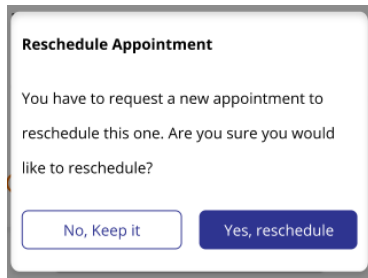 Reschedule Appointment
You have to request a new appointment to
reschedule this one. Are you sure you would
like to reschedule?
No, Keep it
Yes, reschedule